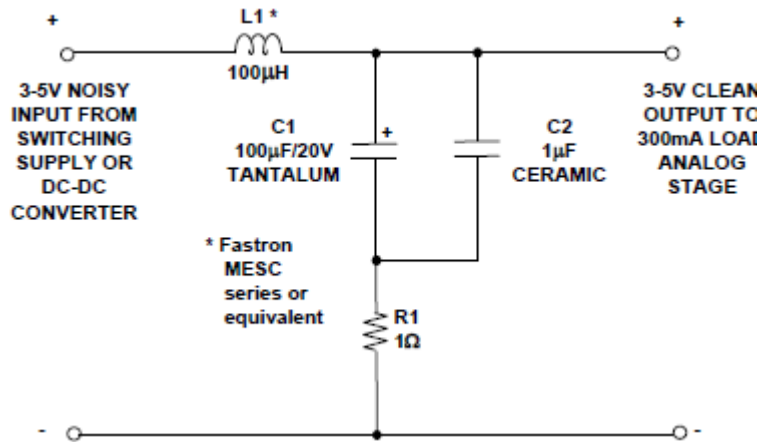 +
L1 *
100µH
+
3-5V NOISY
INPUT FROM
SWITCHING
SUPPLY OR
DC-DC
CONVERTER
C1
100µF/20V
TANTALUM
+
C2
1µF
CERAMIC
3-5V CLEAN
OUTPUT TO
300mA LOAD
ANALOG
STAGE
* Fastron
MESC
series or
equivalent
R1
1Ω
-
-